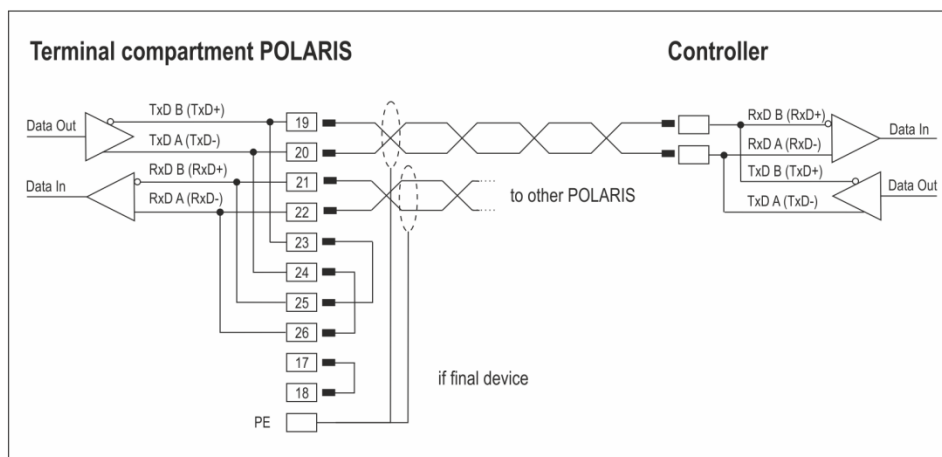 Terminal compartment POLARIS
Controller
Data Out
TxD B (TxD+)
TxD A (TxD-)
Data In
RxD B (RxD+)
RxD A (RxD-)
19
20
21
22
23
24
25
26
17
18
PE
to other POLARIS
if final device
RxD B (RxD+)
RxD A (RxD-)
Data In
TxD B (TxD+)
TxD A (TxD-)
Data Out